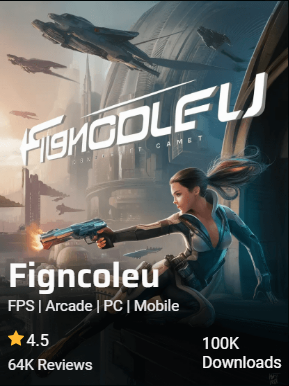 FIGNCOLEU
Figncoleu
FPS | Arcade | PC | Mobile
4.5
100K
64K Reviews
Downloads